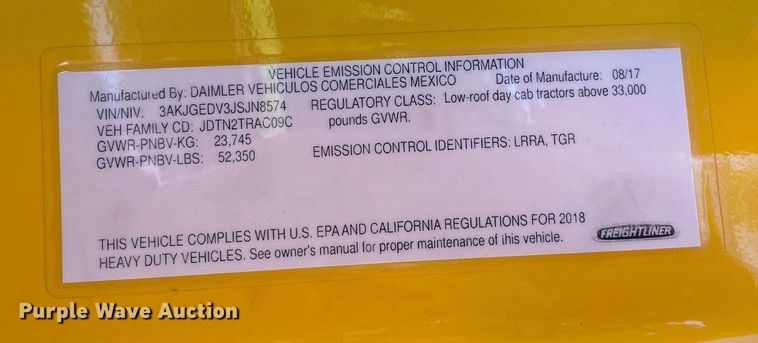 VEHICLE EMISSION CONTROL INFORMATION
Manufactured By: DAIMLER VEHICULOS COMERCIALES MEXICO Date of Manufacture: 08/17
VIN/NIV: 3AKJGEDV3JSJN8574 REGULATORY CLASS: Low-roof day cab tractors above 33,000
VEH FAMILY CD: JDTN2TRAC09C pounds GVWR.
GVWR-PNBV-KG: 23,745
GVWR-PNBV-LBS: 52,350 EMISSION CONTROL IDENTIFIERS: LRRA, TGR
THIS VEHICLE COMPLIES WITH U.S. EPA AND CALIFORNIA REGULATIONS FOR 2018
HEAVY DUTY VEHICLES. See owner's manual for proper maintenance of this vehicle.
FREIGHTLINER
Purple Wave Auction